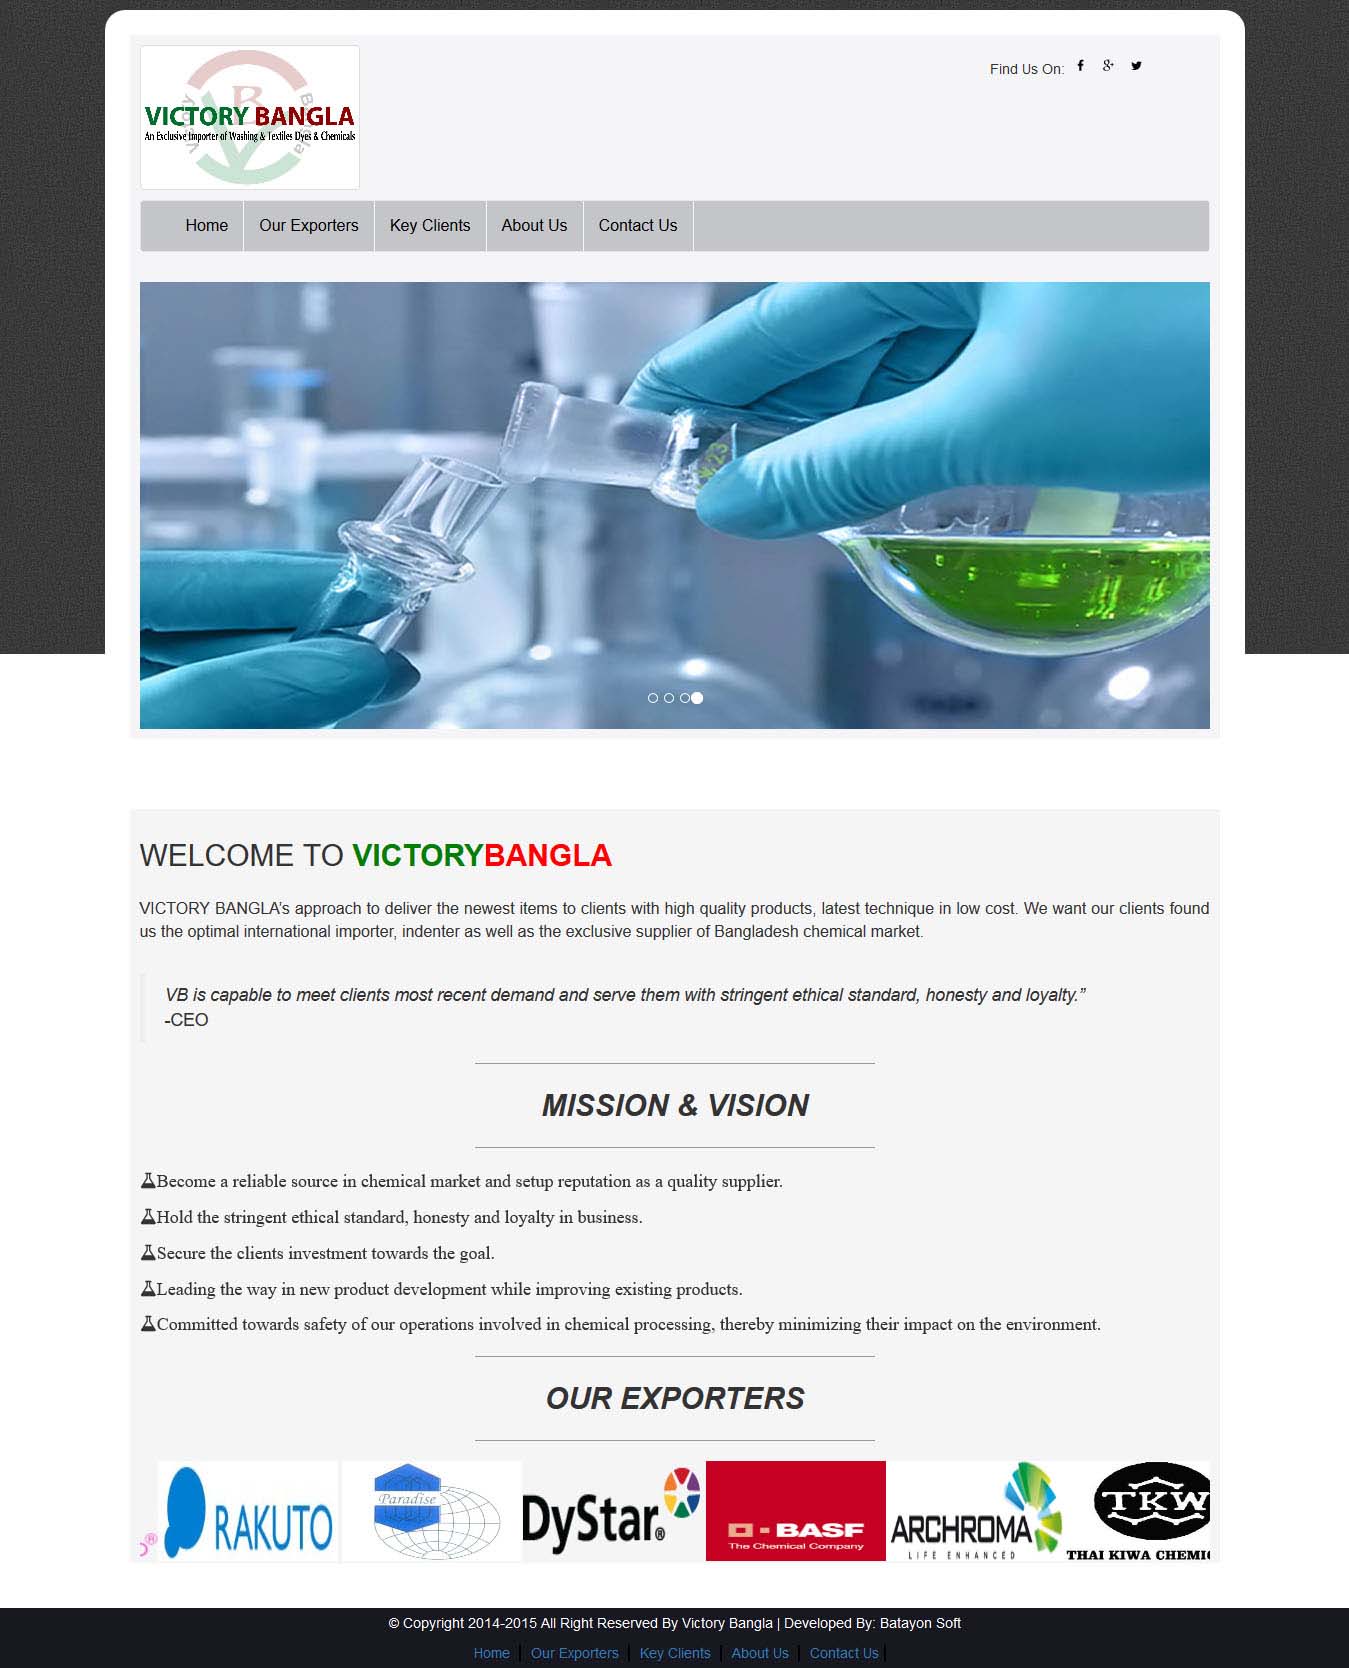 Victory Bangla
B
VICTORY BANGLA
An Exclusive Importer of Washing & Textiles Dyes & Chemicals
Find Us On:
Home
Our Exporters
Key Clients
About Us
Contact Us
WELCOME TO VICTORYBANGLA
VICTORY BANGLA's approach to deliver the newest items to clients with high quality products, latest technique in low cost. We want our clients found
us the optimal international importer, indenter as well as the exclusive supplier of Bangladesh chemical market.
VB is capable to meet clients most recent demand and serve them with stringent ethical standard, honesty and loyalty.”
-CEO
MISSION & VISION
Become a reliable source in chemical market and setup reputation as a quality supplier.
Hold the stringent ethical standard, honesty and loyalty in business.
Secure the clients investment towards the goal.
Leading the way in new product development while improving existing products.
Committed towards safety of our operations involved in chemical processing, thereby minimizing their impact on the environment.
OUR EXPORTERS
®
RAKUTO
Paradise
DyStar®
BASF
The Chemical Company
ARCHROMA
LIFE ENHANCED
TKW
THAI KIWA CHEMIC
© Copyright 2014-2015 All Right Reserved By Victory Bangla | Developed By: Batayon Soft
Home | Our Exporters | Key Clients | About Us | Contact Us |